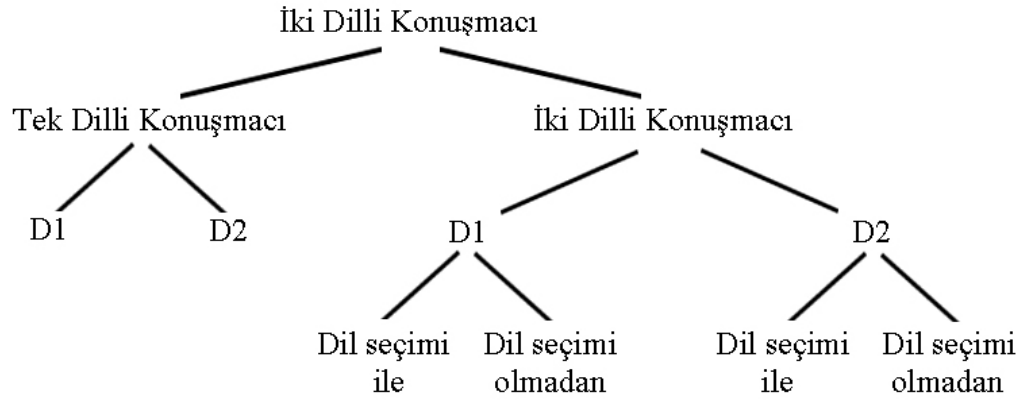 İki Dilli Konuşmacı
Tek Dilli Konuşmacı
İki Dilli Konuşmacı
D1
D2
D1
D2
Dil seçimi
ile
Dil seçimi
olmadan
Dil seçimi
ile
Dil seçimi
olmadan